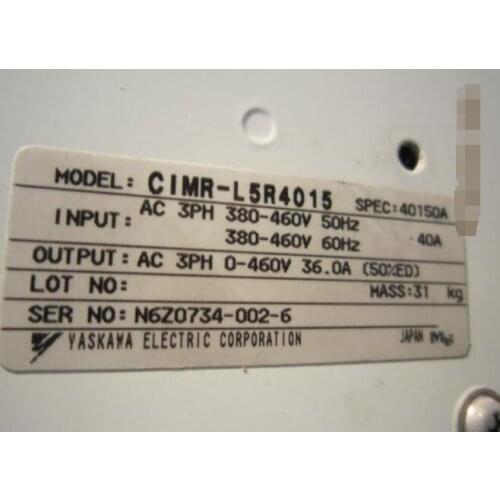 MODEL: CIMR-L5R4015 SPEC:40150A
INPUT: AC 3PH 380-460V 50Hz
380-460V 60Hz 40A
OUTPUT: AC 3PH 0-460V 36.0A (50%ED)
LOT NO: MASS:31 kg
SER NO: N6Z0734-002-6
YASKAWA ELECTRIC CORPORATION JAPAN